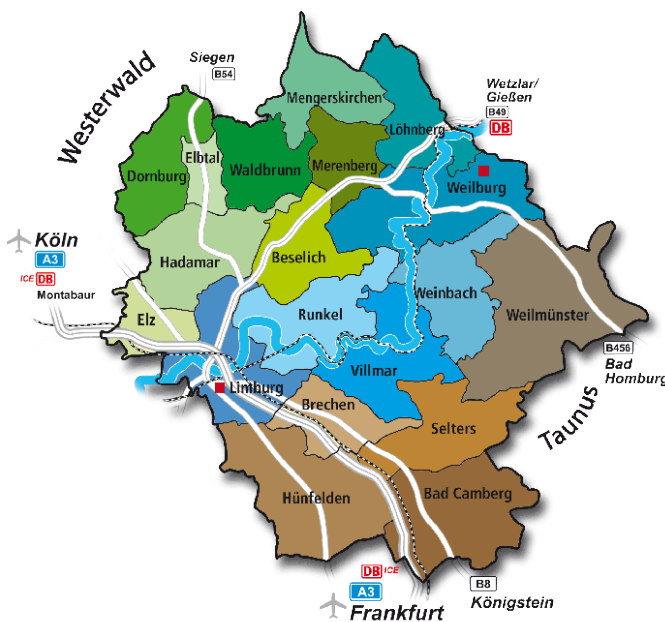 Siegen
B54
Westerwald
Mengerskirchen
Wetzlar/
Gießen
B49
DB
Löhnberg
Elbtal
Waldbrunn
Merenberg
Dornburg
Weilburg
Köln
A3
ICE DB
Montabaur
Hadamar
Beselich
Elz
Runkel
Weinbach
Weilmünster
B456
Bad
Homburg
Villmar
Limburg
Brechen
Selters
Taunus
Hünfelden
Bad Camberg
DB ICE
A3
Frankfurt
B8
Königstein